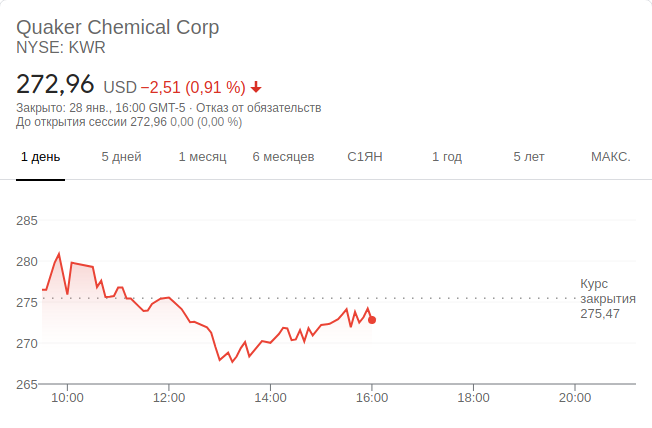 Quaker Chemical Corp
NYSE: KWR
272,96 USD −2,51 (0,91 %)
Закрыто: 28 янв., 16:00 GMT-5 · Отказ от обязательств
До открытия сессии 272,96 0,00 (0,00 %)
1 день 5 дней 1 месяц 6 месяцев С1ЯН 1 год 5 лет МАКС.
285
280
275
270
265
Курс
закрытия
275,47
10:00 12:00 14:00 16:00 18:00 20:00